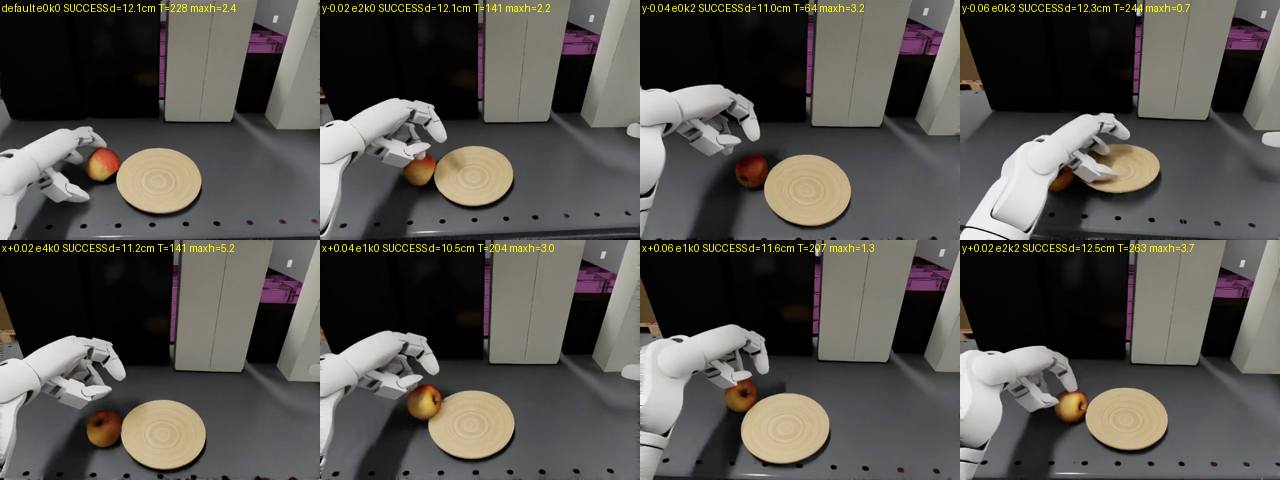 default e0k0 SUCCESS d=12.1cm T=228 maxh=2.4
y-0.02 e2k0 SUCCESS d=12.1cm T=141 maxh=2.2
y-0.04 e0k2 SUCCESS d=11.0cm T=64 maxh=3.2
y-0.06 e0k3 SUCCESS d=12.3cm T=244 maxh=0.7
x+0.02 e4k0 SUCCESS d=11.2cm T=141 maxh=5.2
x+0.04 e1k0 SUCCESS d=10.5cm T=204 maxh=3.0
x+0.06 e1k0 SUCCESS d=11.6cm T=207 maxh=1.3
y+0.02 e2k2 SUCCESS d=12.5cm T=263 maxh=3.7